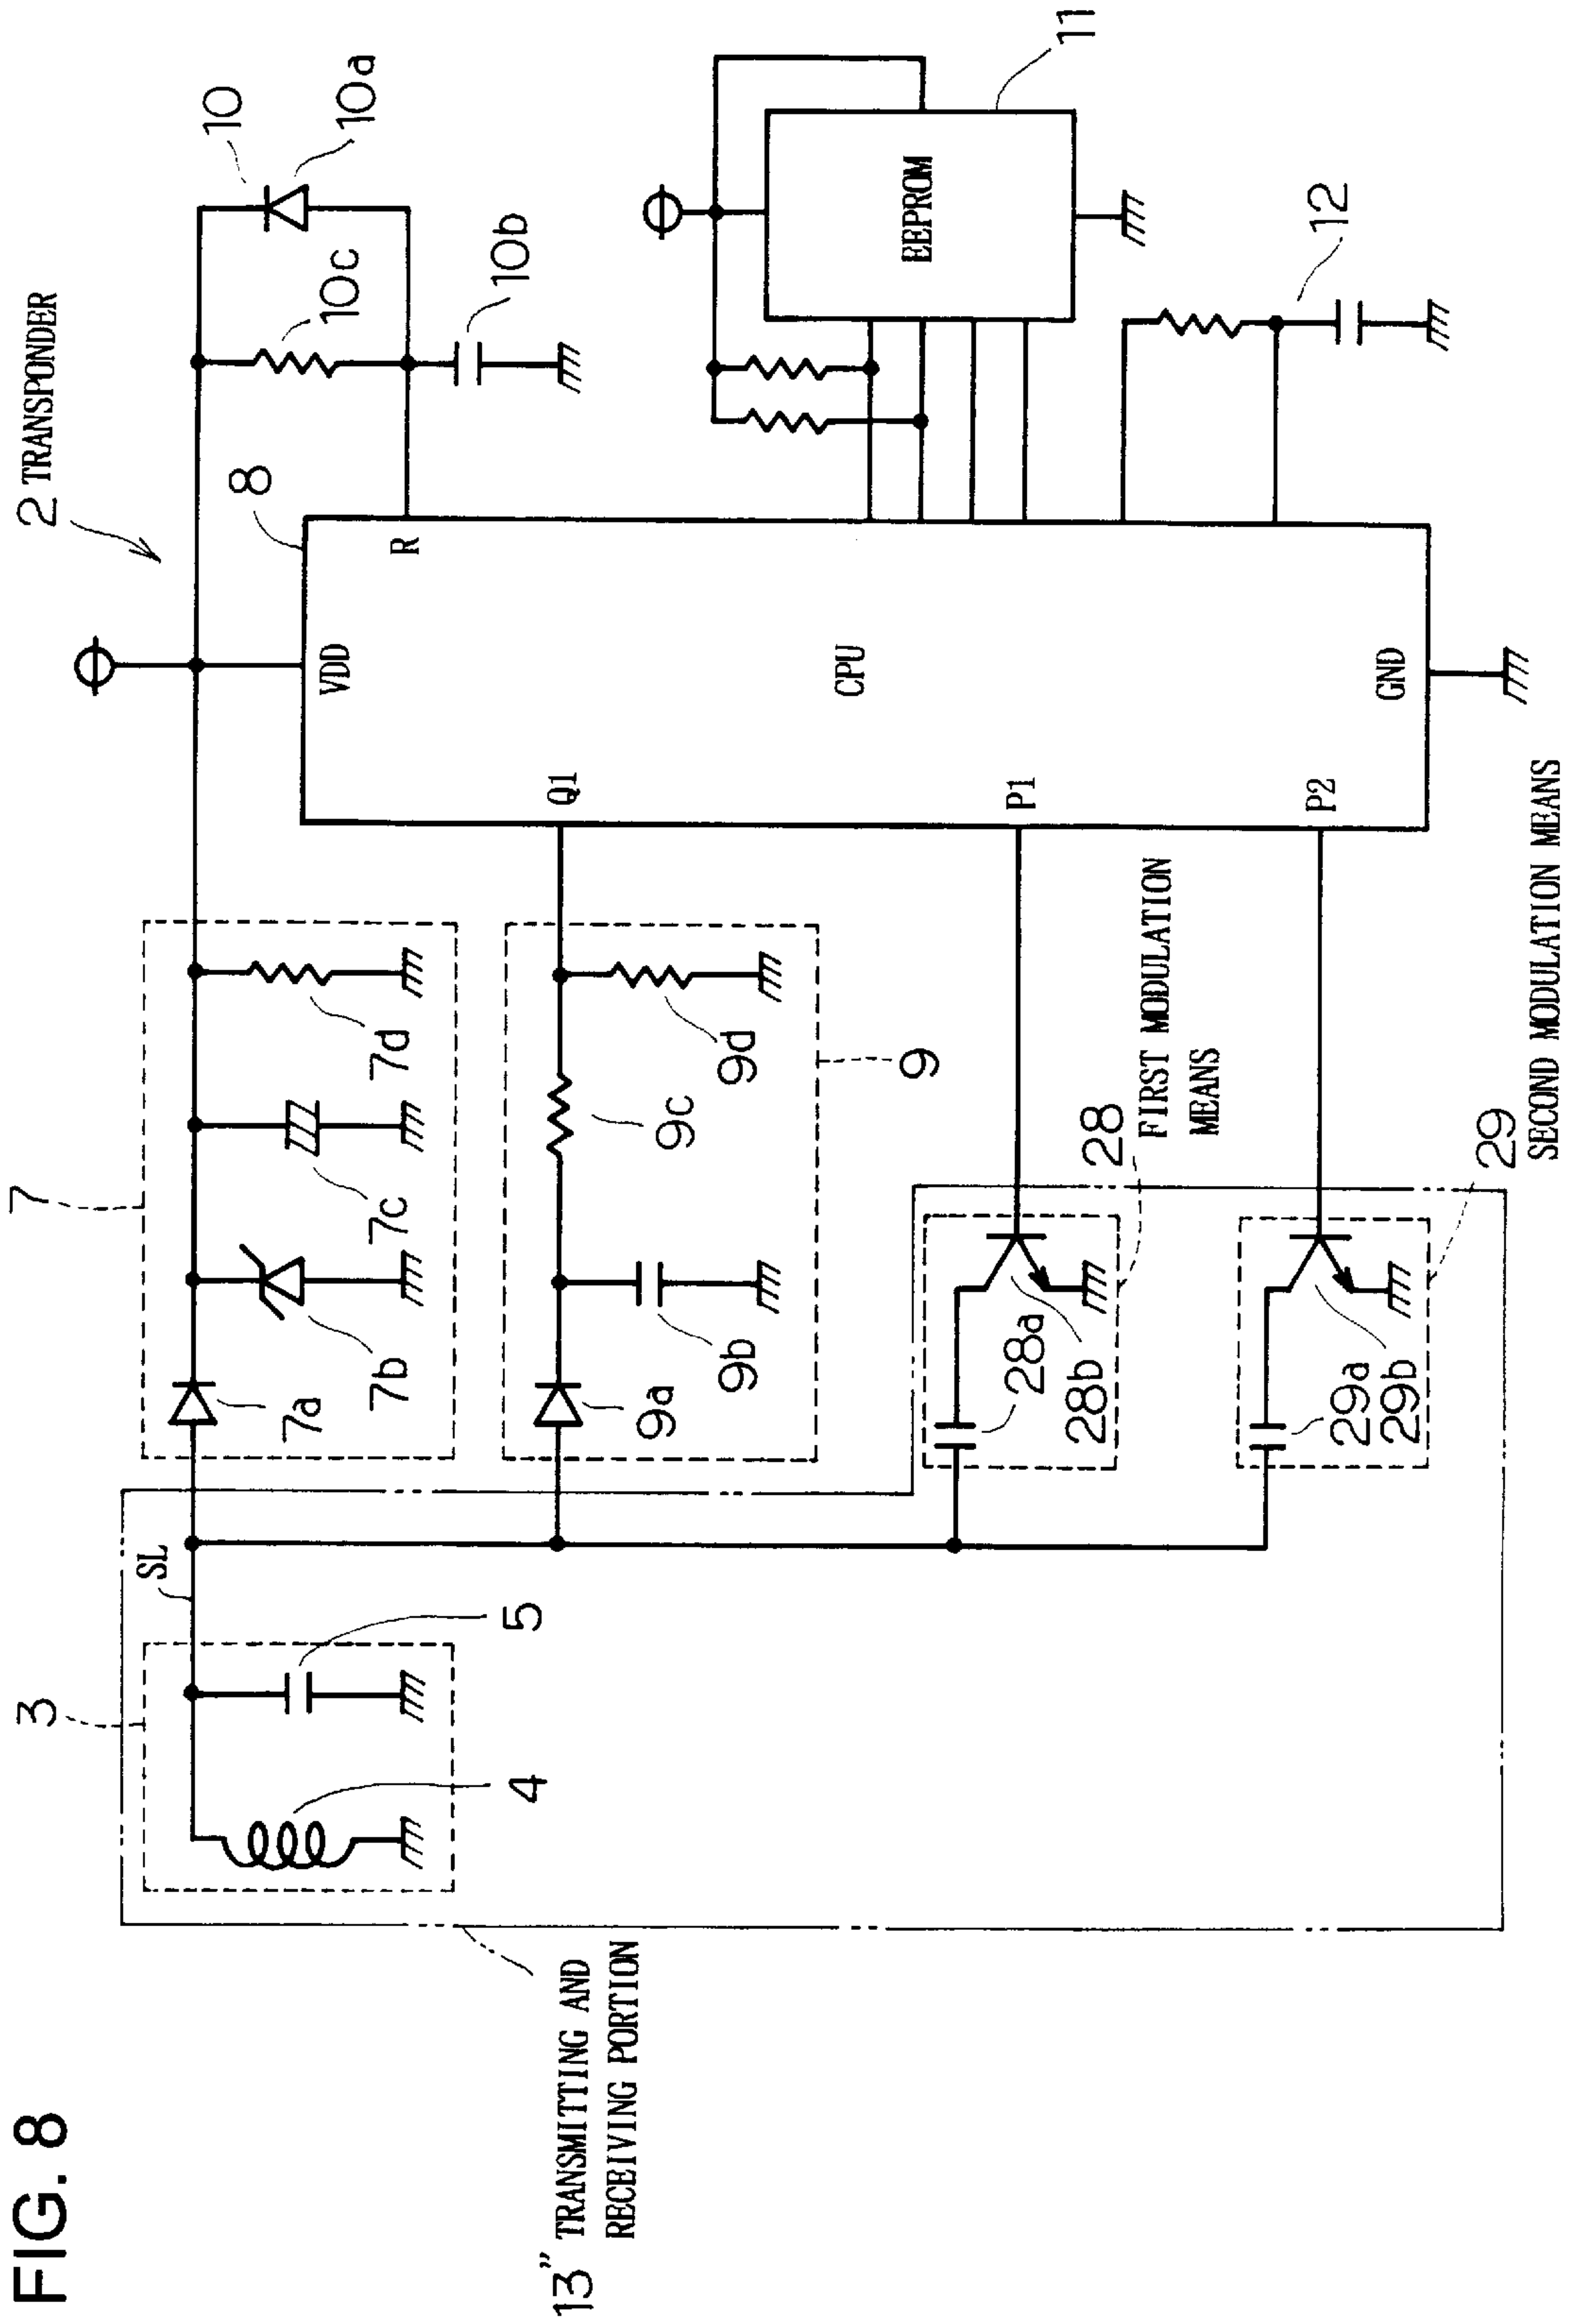 FIG. 8
2 TRANSPONDER
10
10a
10c
10b
8
7
7a
7b
7c
7d
3
SL
4
5
VDD
R
Q1
CPU
P1
P2
GND
EEPROM
11
12
9
9a
9b
9c
9d
28
FIRST MODULATION
MEANS
28a
28b
29
SECOND MODULATION MEANS
29a
29b
13" TRANSMITTING AND
RECEIVING PORTION